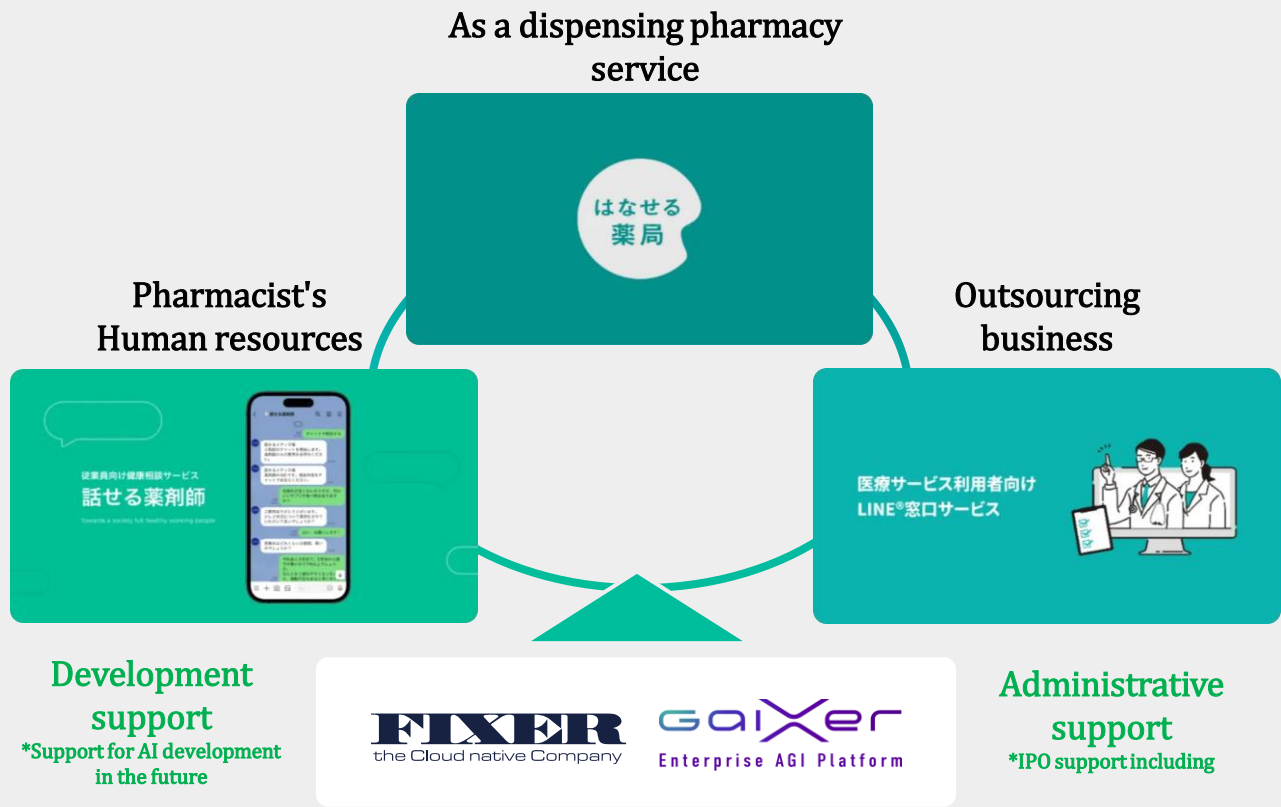 As a dispensing pharmacy
service
はなせる
薬局
Pharmacist's
Human resources
Outsourcing
business
従業員向け健康相談サービス
話せる薬剤師
Towards a society full healthy working people
医療サービス利用者向け
LINE®窓口サービス
Development
support
*Support for AI development
in the future
FIXER
the Cloud native Company
GaiXer
Enterprise AGI Platform
Administrative
support
*IPO support including